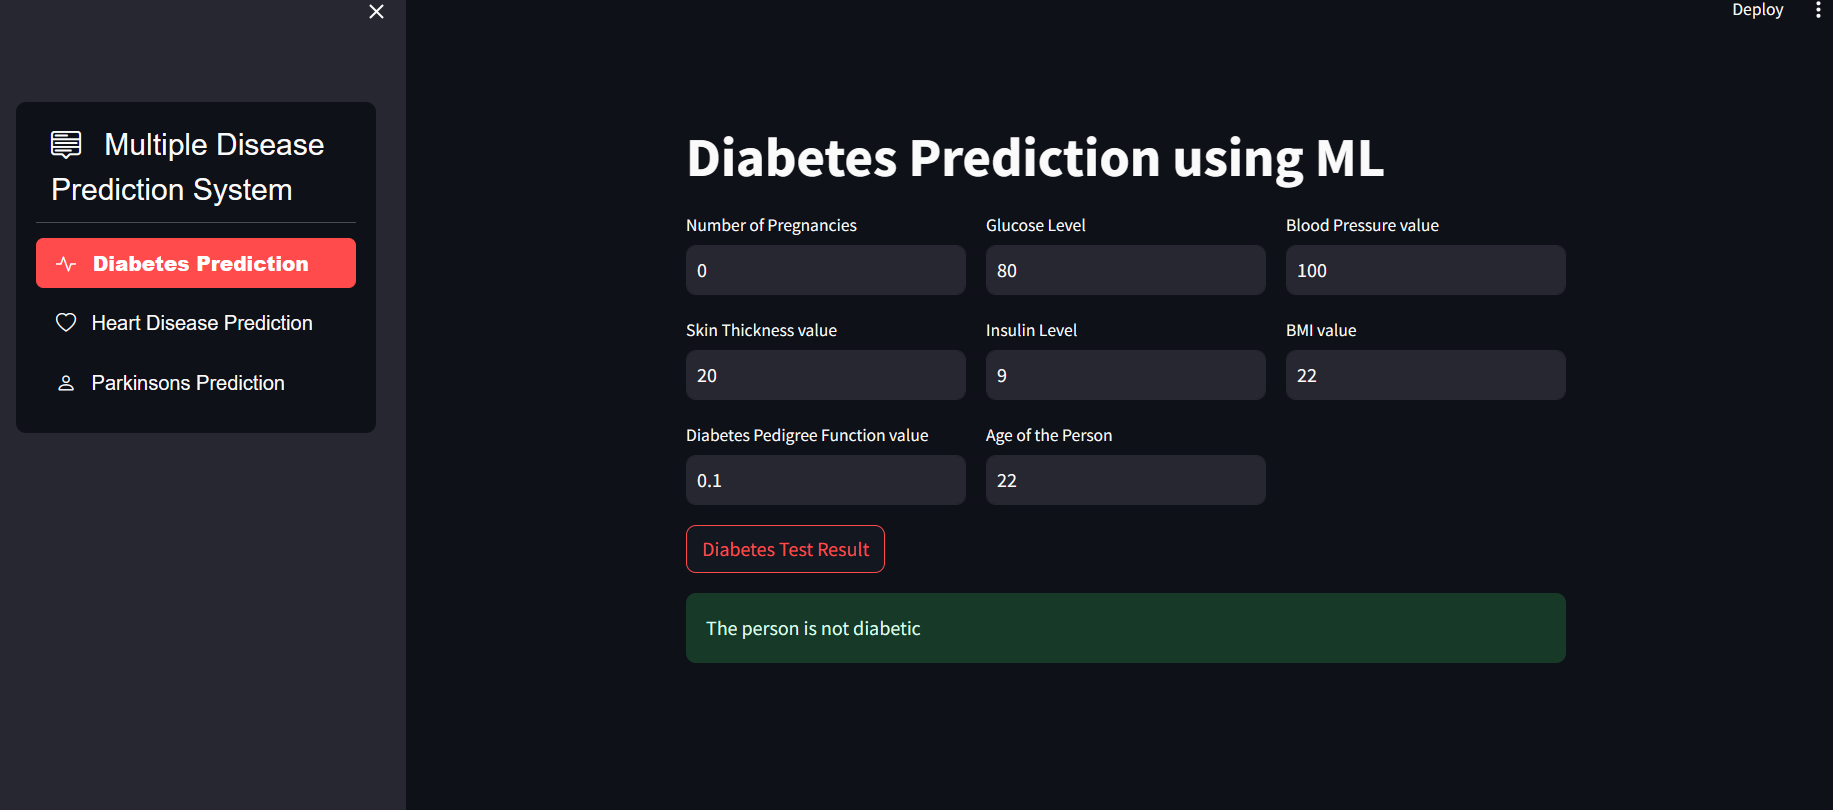 Deploy
Multiple Disease
Prediction System
Diabetes Prediction
Heart Disease Prediction
Parkinsons Prediction
Diabetes Prediction using ML
Number of Pregnancies
0
Glucose Level
80
Blood Pressure value
100
Skin Thickness value
20
Insulin Level
9
BMI value
22
Diabetes Pedigree Function value
0.1
Age of the Person
22
Diabetes Test Result
The person is not diabetic